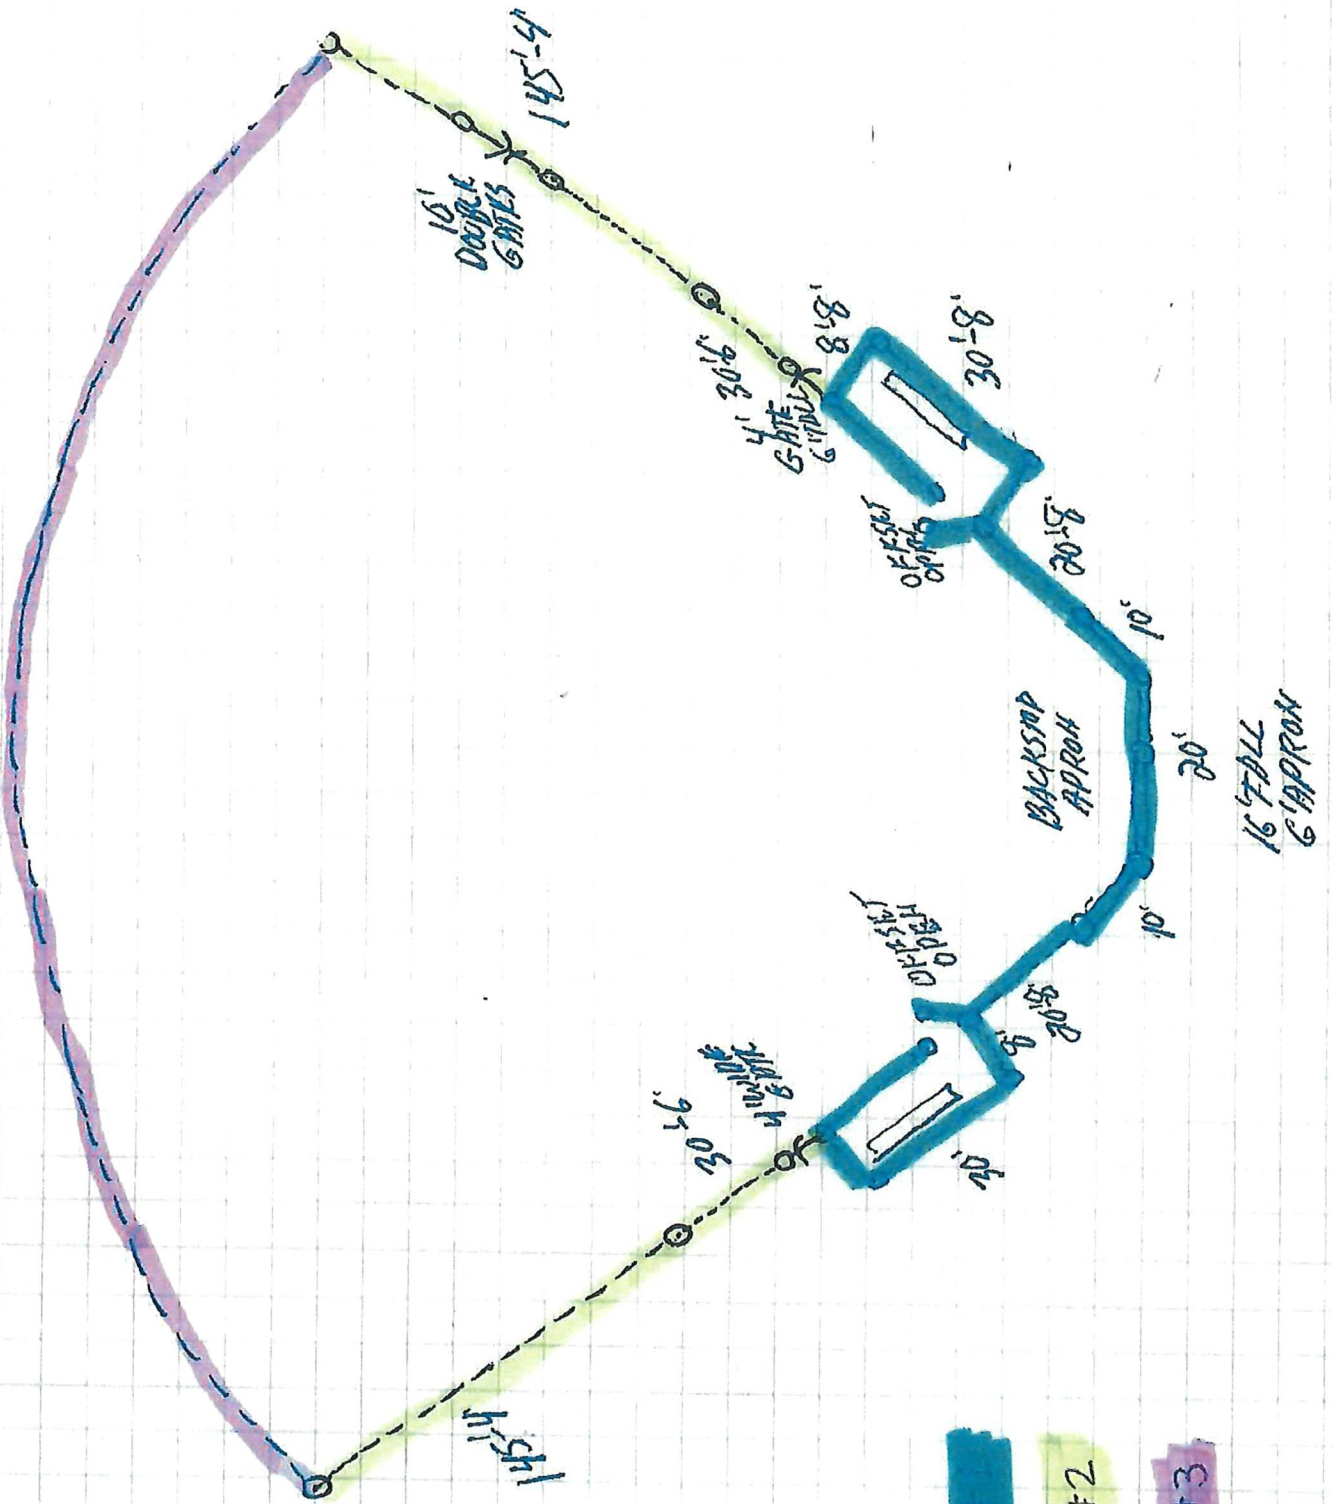 145'-4"
16'
DOUBLE
GATES
30'6"
4'
GATE
6'TALL
8'-8"
30'-8"
OFFSET
OPEN
20'-8"
10'
BACKSTOP
APRON
20'
16'TALL
6'APRON
10'
OFFSET
OPEN
20'-8"
8'
30'
4'WIDE
GATE
30'-6"
145'-4"
#2
#3